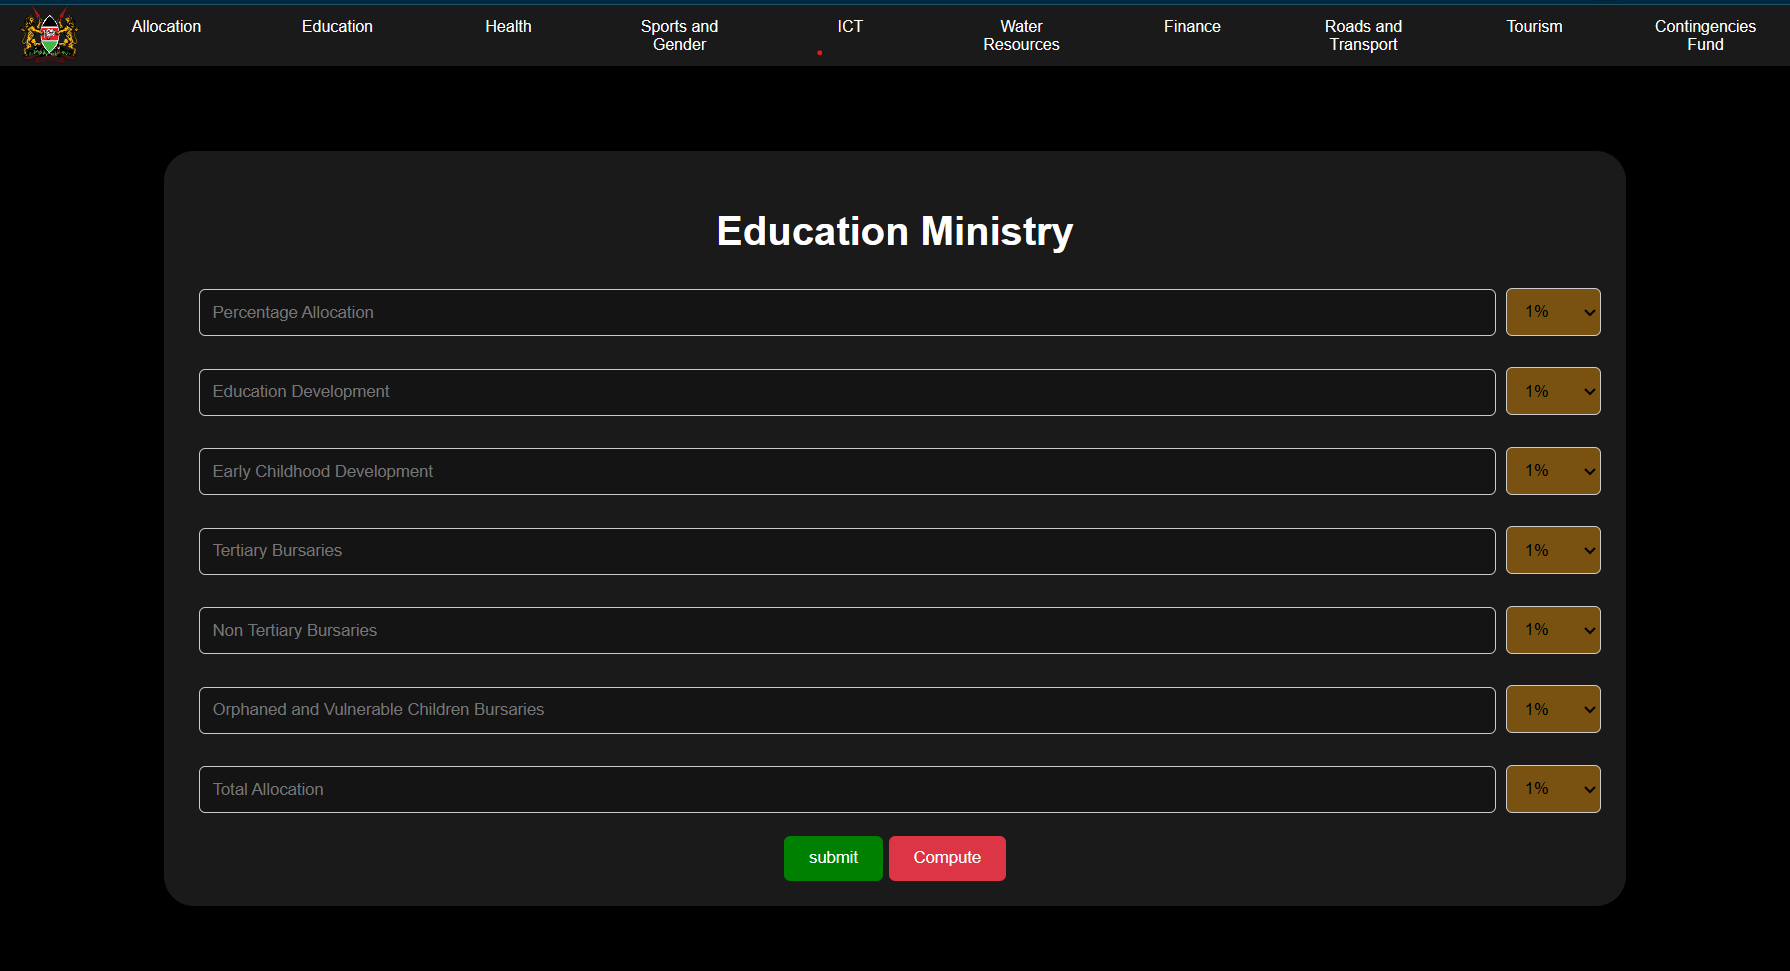 Allocation
Education
Health
Sports and
Gender
ICT
Water
Resources
Finance
Roads and
Transport
Tourism
Contingencies
Fund
Education Ministry
Percentage Allocation 1%
Education Development 1%
Early Childhood Development 1%
Tertiary Bursaries 1%
Non Tertiary Bursaries 1%
Orphaned and Vulnerable Children Bursaries 1%
Total Allocation 1%
submit Compute